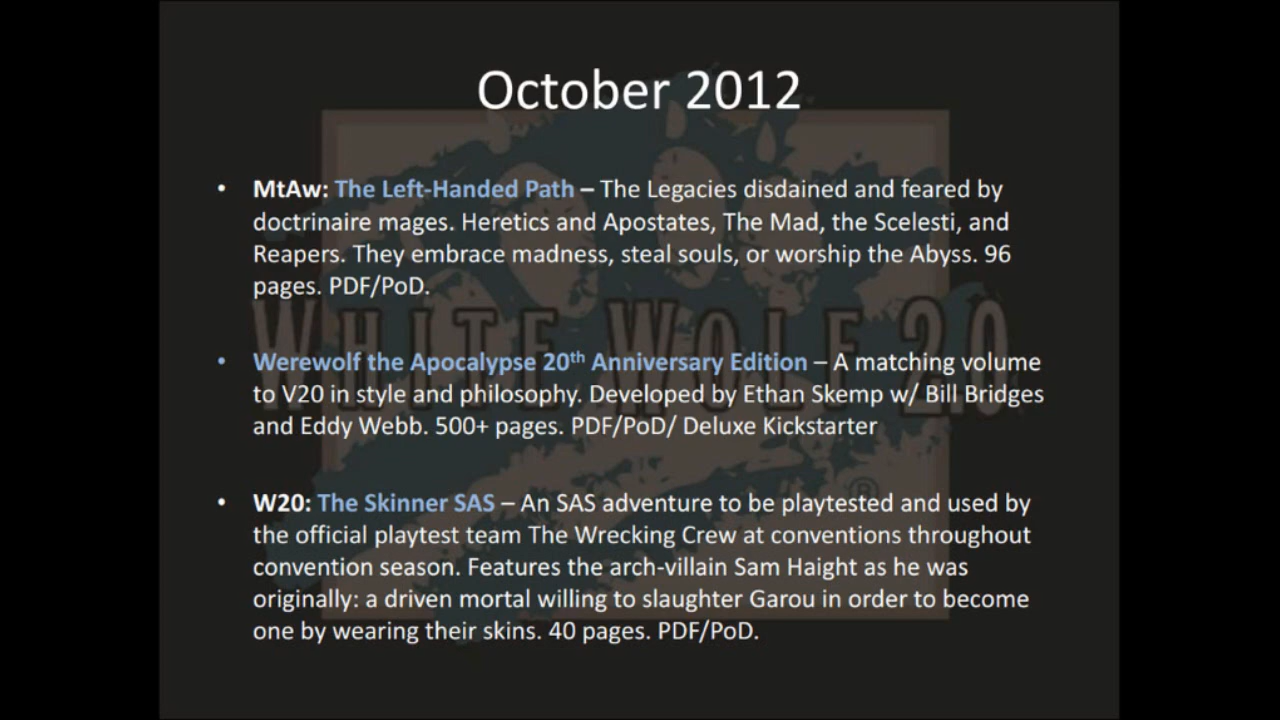 October 2012
• MtAw: The Left-Handed Path – The Legacies disdained and feared by
doctrinaire mages. Heretics and Apostates, The Mad, the Scelesti, and
Reapers. They embrace madness, steal souls, or worship the Abyss. 96
pages. PDF/PoD.
WHITE WOLF 2.0
• Werewolf the Apocalypse 20th Anniversary Edition – A matching volume
to V20 in style and philosophy. Developed by Ethan Skemp w/ Bill Bridges
and Eddy Webb. 500+ pages. PDF/PoD/ Deluxe Kickstarter
®
• W20: The Skinner SAS – An SAS adventure to be playtested and used by
the official playtest team The Wrecking Crew at conventions throughout
convention season. Features the arch-villain Sam Haight as he was
originally: a driven mortal willing to slaughter Garou in order to become
one by wearing their skins. 40 pages. PDF/PoD.